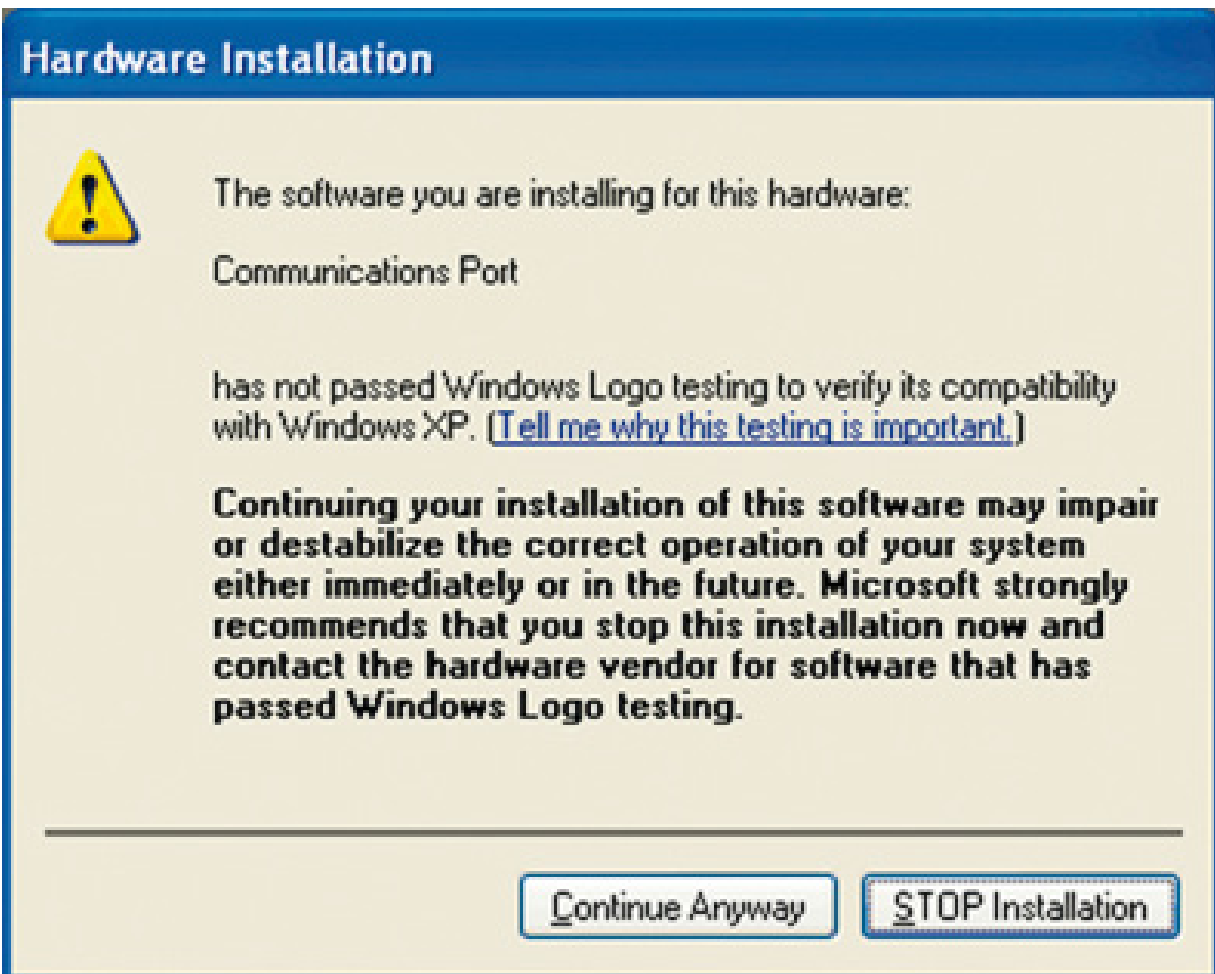 Hardware Installation
The software you are installing for this hardware:
Communications Port
has not passed Windows Logo testing to verify its compatibility
with Windows XP. (Tell me why this testing is important.)
Continuing your installation of this software may impair
or destabilize the correct operation of your system
either immediately or in the future. Microsoft strongly
recommends that you stop this installation now and
contact the hardware vendor for software that has
passed Windows Logo testing.
Continue Anyway
STOP Installation